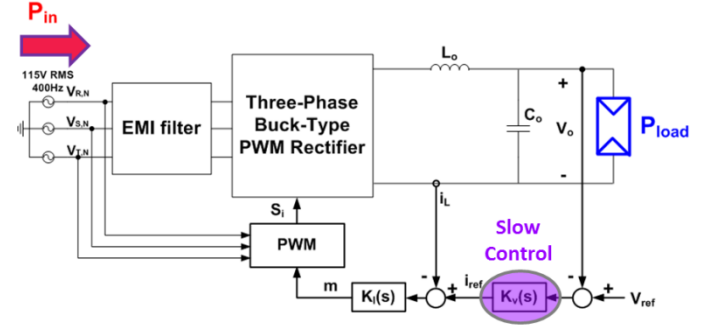 Pin
115V RMS
400Hz
VR,N
VS,N
VT,N
EMI filter
Three-Phase
Buck-Type
PWM Rectifier
Lo
Co
+
Vo
-
Pload
Si
PWM
iL
Slow
Control
m
KI(s)
-
+
iref
Kv(s)
-
+
Vref